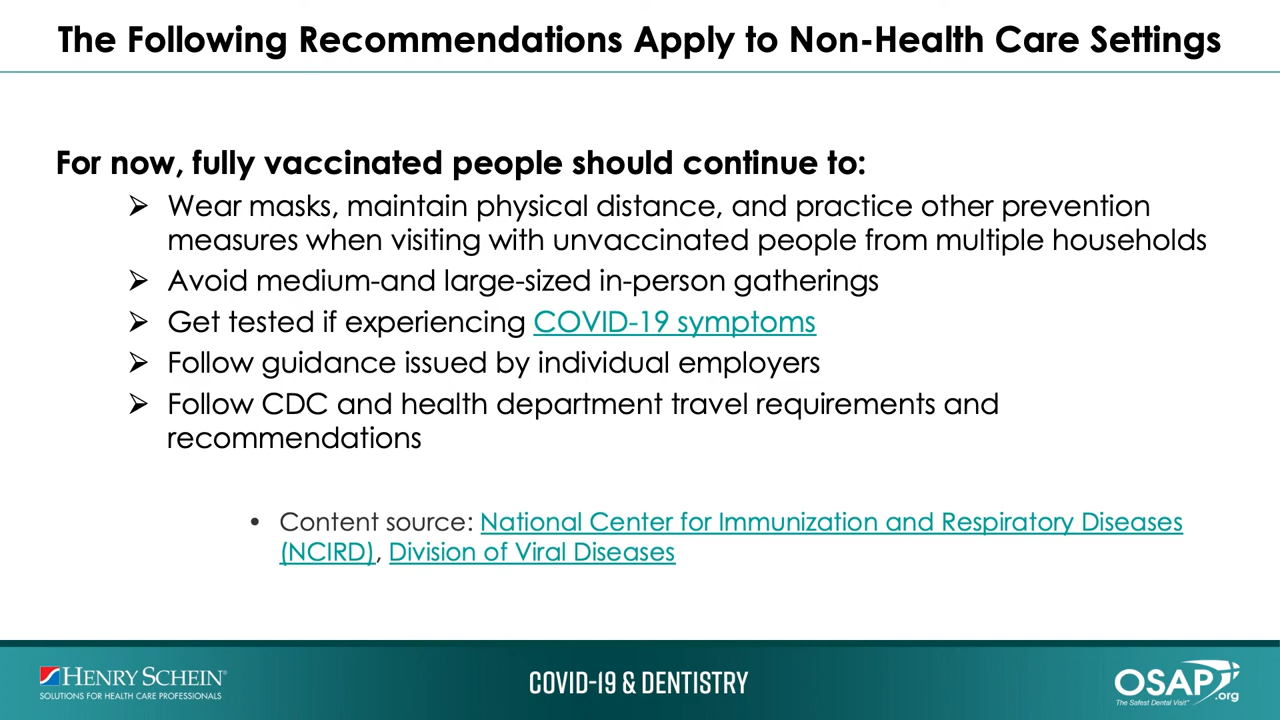 The Following Recommendations Apply to Non-Health Care Settings
For now, fully vaccinated people should continue to:
➢ Wear masks, maintain physical distance, and practice other prevention
measures when visiting with unvaccinated people from multiple households
➢ Avoid medium-and large-sized in-person gatherings
➢ Get tested if experiencing COVID-19 symptoms
➢ Follow guidance issued by individual employers
➢ Follow CDC and health department travel requirements and
recommendations
• Content source: National Center for Immunization and Respiratory Diseases
(NCIRD), Division of Viral Diseases
HENRY SCHEIN®
SOLUTIONS FOR HEALTH CARE PROFESSIONALS
COVID-19 & DENTISTRY
OSAP.org
The Safest Dental Visit™